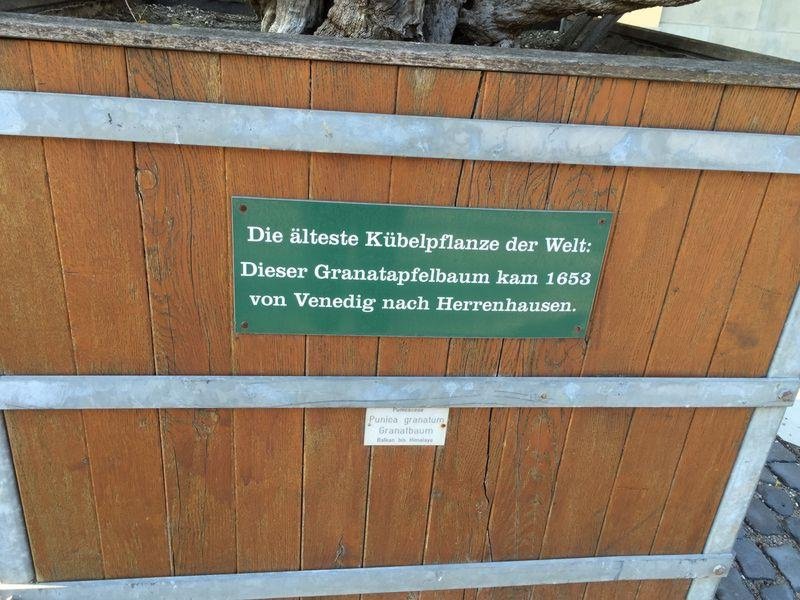 Die älteste Kübelpflanze der Welt:
Dieser Granatapfelbaum kam 1653
von Venedig nach Herrenhausen.
Punicaceae
Punica granatum
Granatbaum
Balkan bis Himalaya